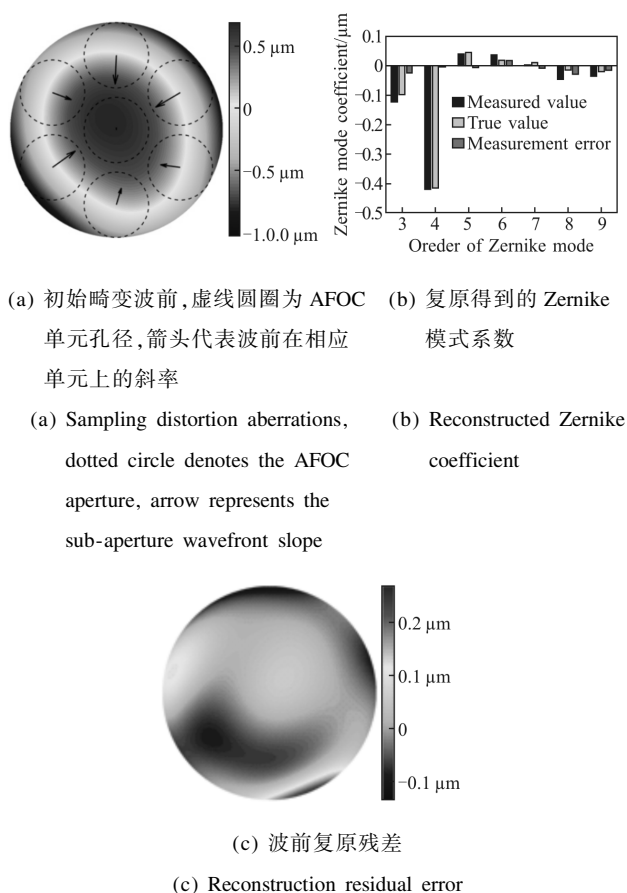 0.5 μm
0
−0.5 μm
−1.0.0 μm
Zernike mode coefficient/μm
0.1
0
−0.1
−0.2
−0.3
−0.4
−0.5
Measured value
True value
Measurement error
3 4 5 6 7 8 9
Oreder of Zernike mode
(a) 初始畸变波前,虚线圆圈为 AFOC
单元孔径,箭头代表波前在相应
单元上的斜率
(b) 复原得到的 Zernike
模式系数
(a) Sampling distortion aberrations,
dotted circle denotes the AFOC
aperture, arrow represents the
sub-aperture wavefront slope
(b) Reconstructed Zernike
coefficient
0.2 μm
0.1 μm
0
−0.1 μm
(c) 波前复原残差
(c) Reconstruction residual error